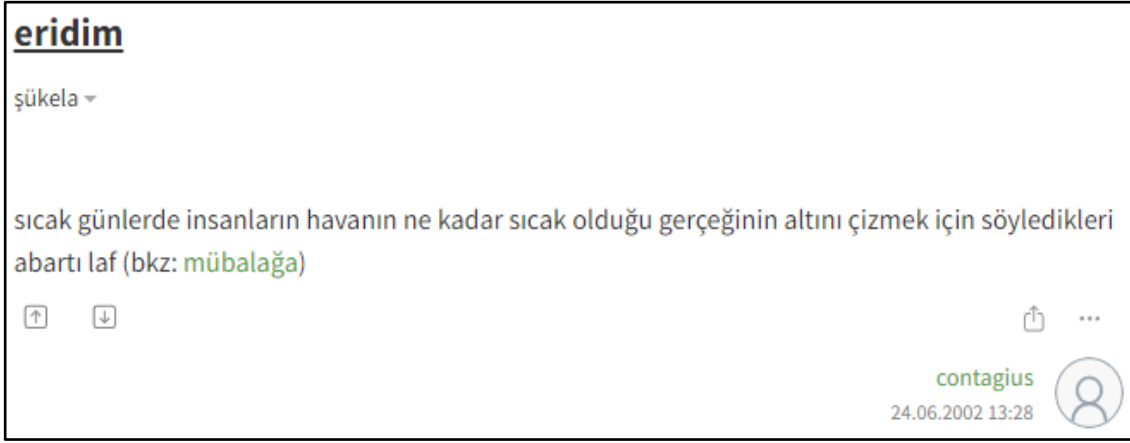 eridim
şükela
sıcak günlerde insanların havanın ne kadar sıcak olduğu gerçeğinin altını çizmek için söyledikleri
abartı laf (bkz: mübalağa)
contagius
24.06.2002 13:28